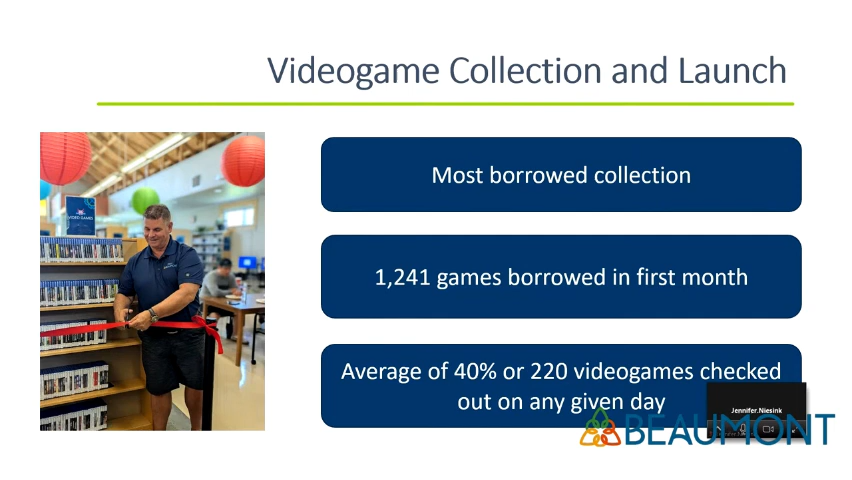 Videogame Collection and Launch
VIDEO GAMES
Most borrowed collection
1,241 games borrowed in first month
Average of 40% or 220 videogames checked
out on any given day
Jennifer.Niesink
BEAUMONT